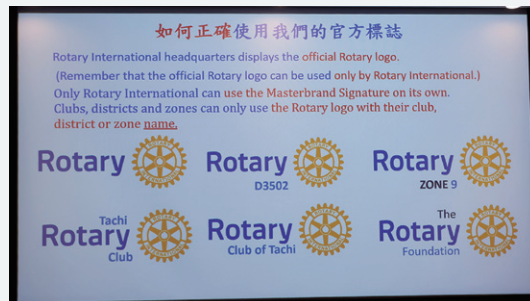 如何正確使用我們的官方標誌
Rotary International headquarters displays the official Rotary logo.
(Remember that the official Rotary logo can be used only by Rotary International.)
Only Rotary International can use the Masterbrand Signature on its own.
Clubs, districts and zones can only use the Rotary logo with their club,
district or zone name.
Rotary
Rotary
D3502
Rotary
ZONE 9
Tachi
Rotary
Club
Rotary
Club of Tachi
The
Rotary
Foundation